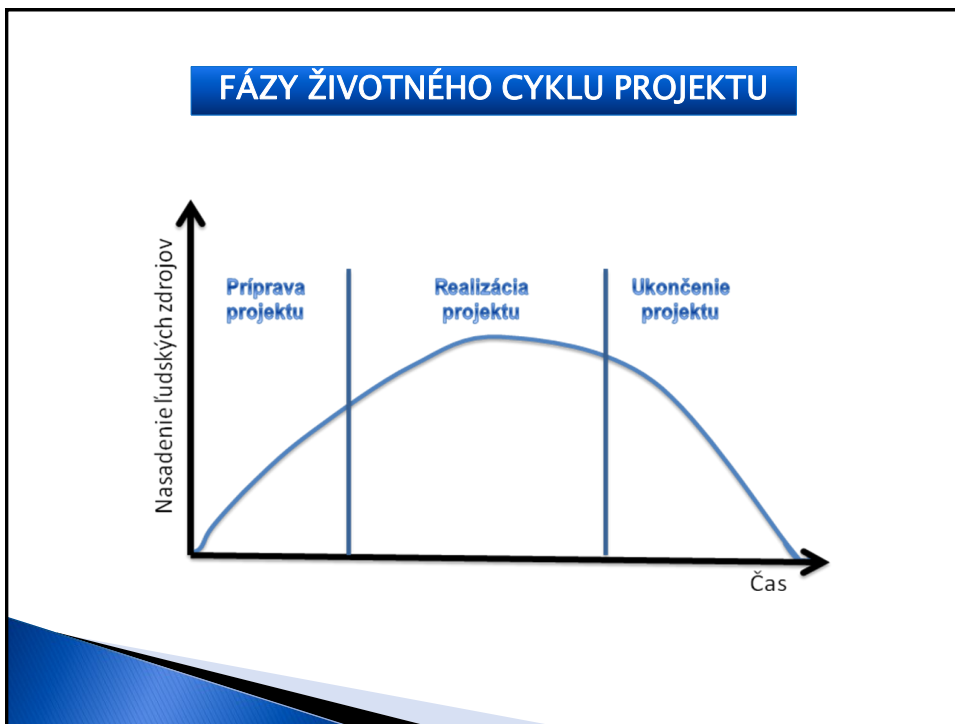 FÁZY ŽIVOTNÉHO CYKLU PROJEKTU
Nasadenie ľudských zdrojov
Príprava
projektu
Realizácia
projektu
Ukončenie
projektu
Čas